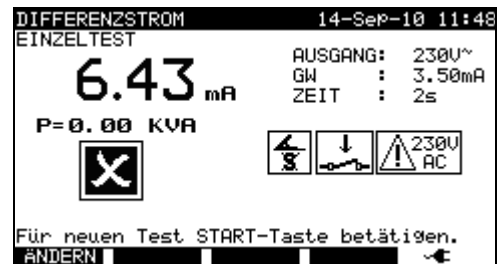 DIFFERENZSTROM 14-Sep-10 11:48
EINZELTEST
6.43 mA
AUSGANG: 230V~
GW : 3.50mA
ZEIT : 2s
P=0.00 KVA
230V
AC
Für neuen Test START-Taste betätigen.
ÄNDERN